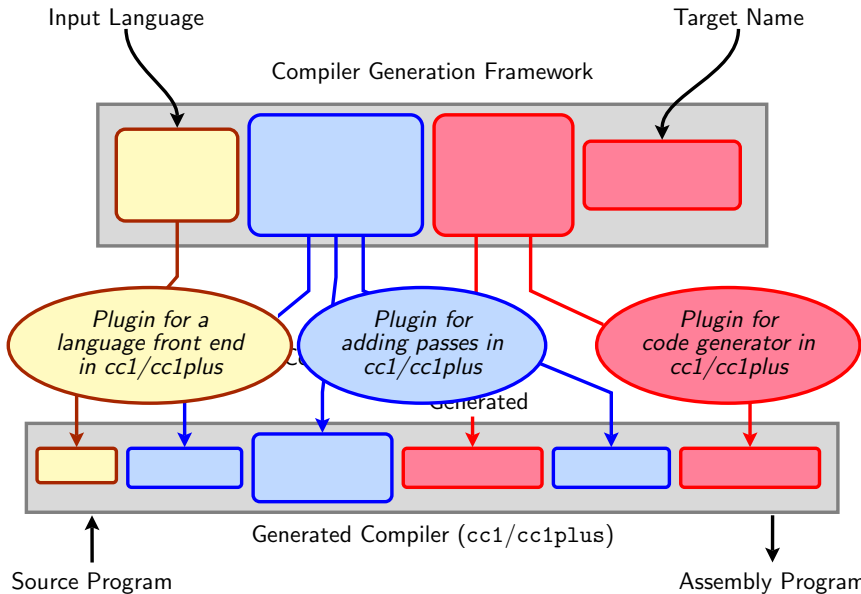 Input Language
Target Name
Compiler Generation Framework
Plugin for a
language front end
in cc1/cc1plus
Plugin for
adding passes in
cc1/cc1plus
Plugin for
code generator in
cc1/cc1plus
Generated
Generated Compiler (cc1/cc1plus)
Source Program
Assembly Program